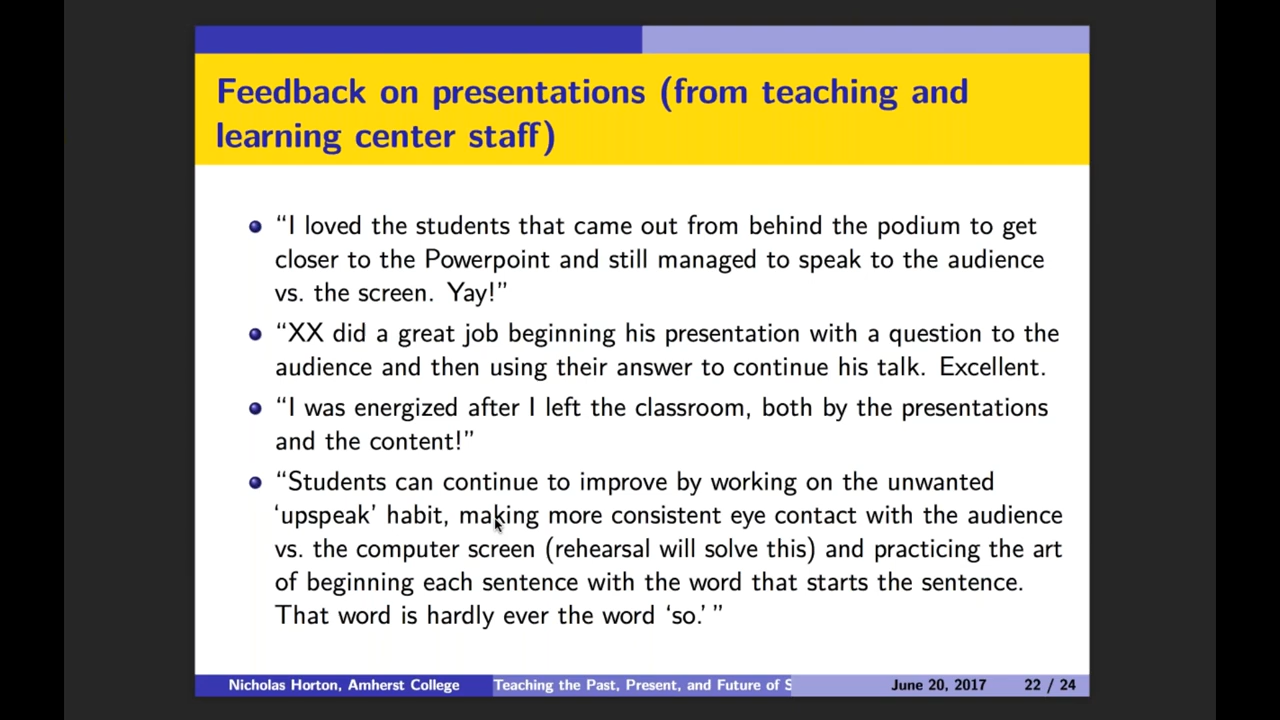 Feedback on presentations (from teaching and
learning center staff)
“I loved the students that came out from behind the podium to get
closer to the Powerpoint and still managed to speak to the audience
vs. the screen. Yay!”
“XX did a great job beginning his presentation with a question to the
audience and then using their answer to continue his talk. Excellent.
“I was energized after I left the classroom, both by the presentations
and the content!”
“Students can continue to improve by working on the unwanted
‘upspeak’ habit, making more consistent eye contact with the audience
vs. the computer screen (rehearsal will solve this) and practicing the art
of beginning each sentence with the word that starts the sentence.
That word is hardly ever the word ‘so.’ ”
Nicholas Horton, Amherst College Teaching the Past, Present, and Future of S June 20, 2017 22 / 24